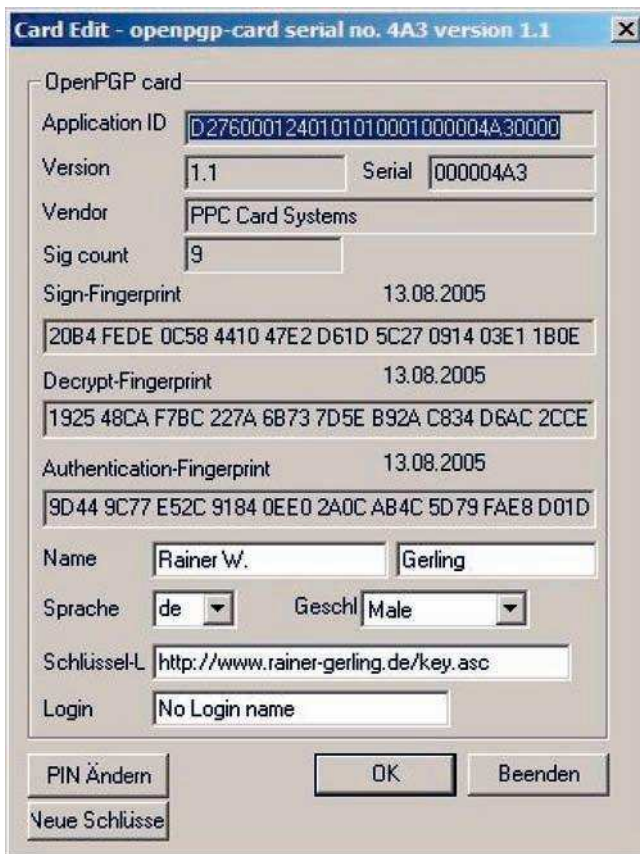 Card Edit - openpgp-card serial no. 4A3 version 1.1
OpenPGP card
Application ID D2760001240101010001000004A30000
Version 1.1 Serial 000004A3
Vendor PPC Card Systems
Sig count 9
Sign-Fingerprint 13.08.2005
20B4 FEDE 0C58 4410 47E2 D61D 5C27 0914 03E1 1B0E
Decrypt-Fingerprint 13.08.2005
1925 48CA F7BC 227A 6B73 7D5E B92A C834 D6AC 2CCE
Authentication-Fingerprint 13.08.2005
9D44 9C77 E52C 9184 0EE0 2A0C AB4C 5D79 FAE8 D01D
Name Rainer W. Gerling
Sprache de Geschl Male
Schlüssel-L http://www.rainer-gerling.de/key.asc
Login No Login name
PIN Ändern OK Beenden
Neue Schlüsse